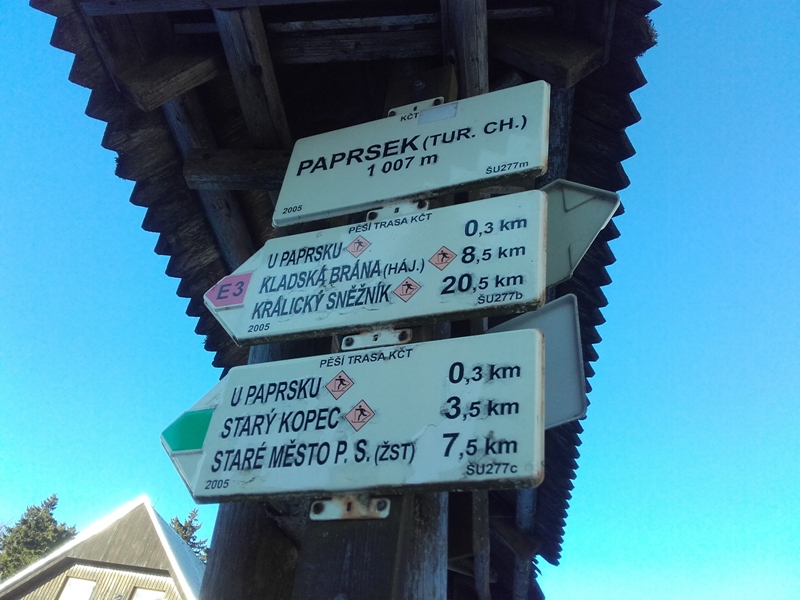 KČT
PAPRSEK (TUR. CH.)
1 007 m
2005 ŠU277m
PĚŠÍ TRASA KČT
U PAPRSKU 0,3 km
KLADSKÁ BRÁNA (HÁJ.) 8,5 km
KRÁLICKÝ SNĚŽNÍK 20,5 km
E3
2005 ŠU277b
PĚŠÍ TRASA KČT
U PAPRSKU 0,3 km
STARÝ KOPEC 3,5 km
STARÉ MĚSTO P. S. (ŽST) 7,5 km
2005 ŠU277c